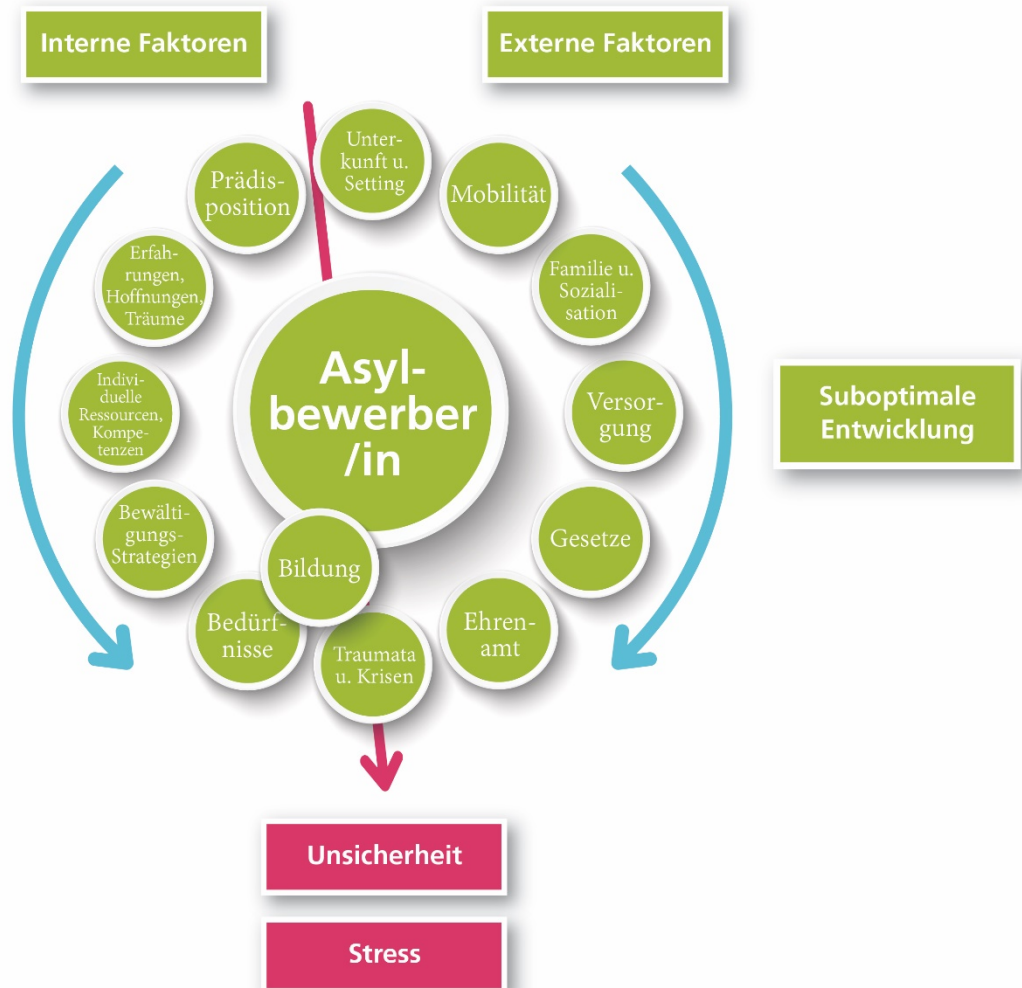 Interne Faktoren
Externe Faktoren
Unter-
kunft u.
Setting
Mobilität
Familie u.
Soziali-
sation
Versor-
gung
Gesetze
Ehren-
amt
Traumata
u. Krisen
Bildung
Bedürf-
nisse
Bewälti-
gungs-
Strategien
Indivi-
duelle
Ressourcen,
Kompe-
tenzen
Erfah-
rungen,
Hoffnungen,
Träume
Prädis-
position
Asyl-
bewerber
/in
Suboptimale
Entwicklung
Unsicherheit
Stress